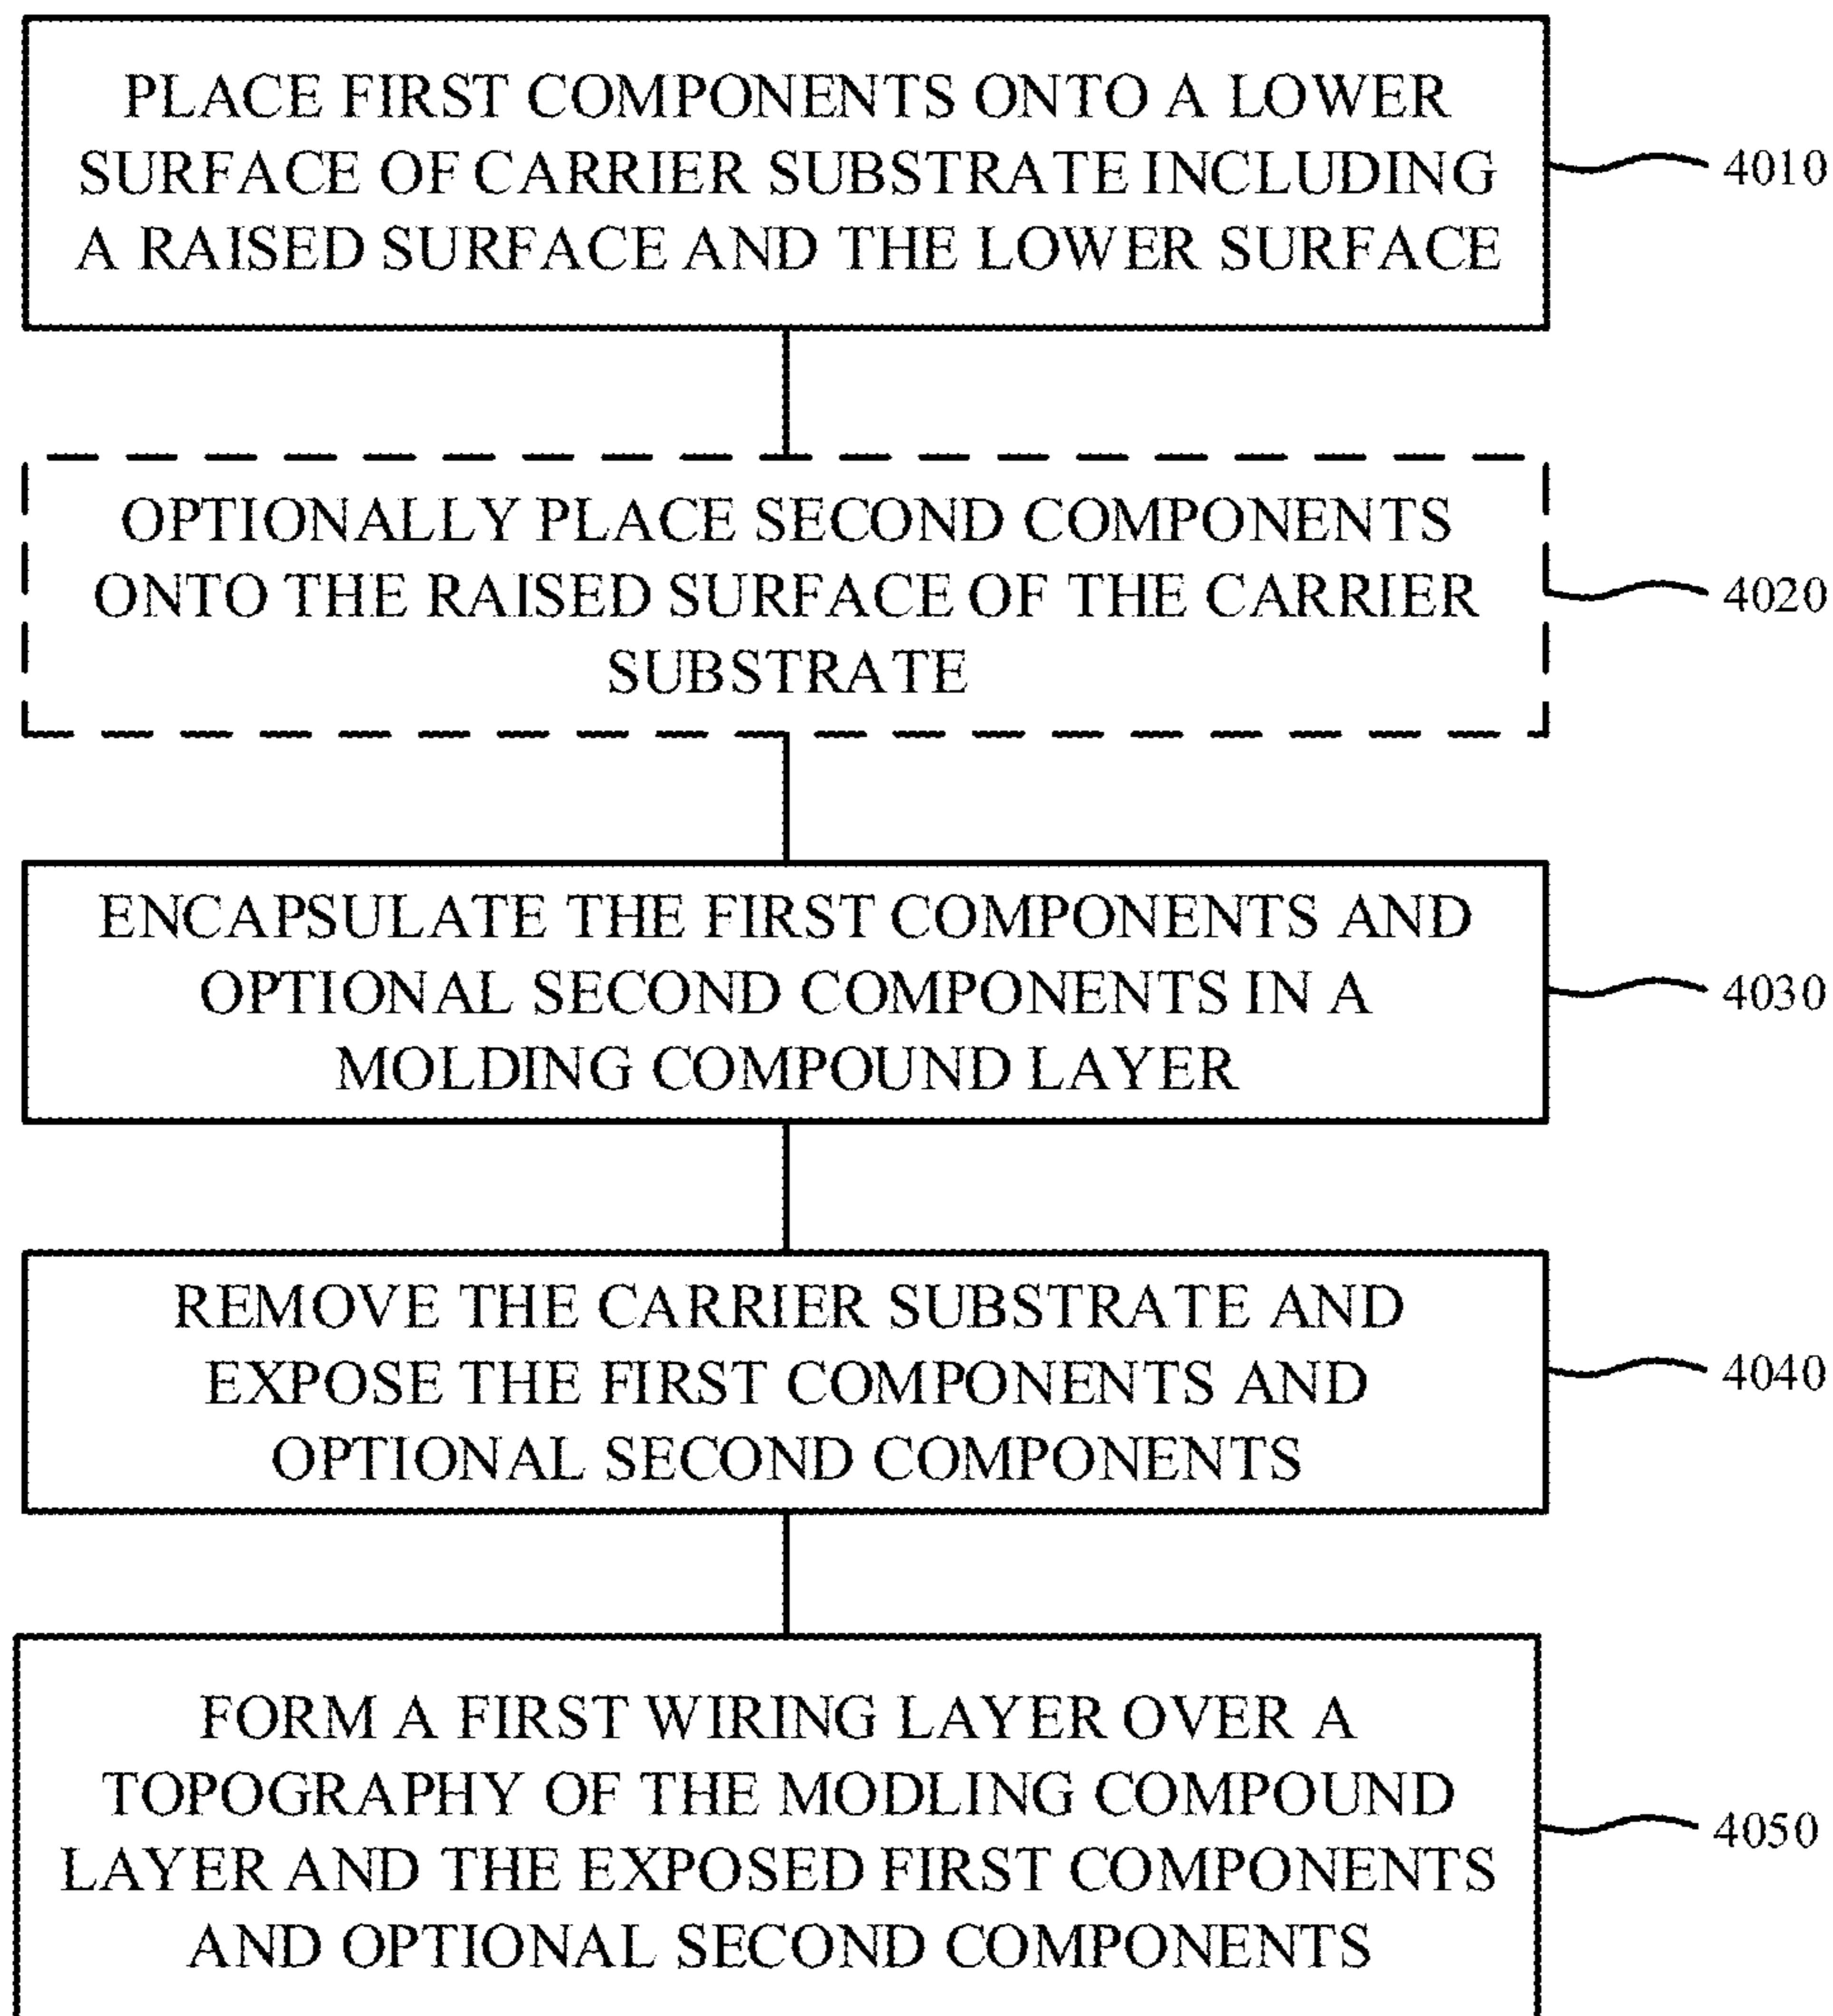 PLACE FIRST COMPONENTS ONTO A LOWER
SURFACE OF CARRIER SUBSTRATE INCLUDING
A RAISED SURFACE AND THE LOWER SURFACE
4010
OPTIONALLY PLACE SECOND COMPONENTS
ONTO THE RAISED SURFACE OF THE CARRIER
SUBSTRATE
4020
ENCAPSULATE THE FIRST COMPONENTS AND
OPTIONAL SECOND COMPONENTS IN A
MOLDING COMPOUND LAYER
4030
REMOVE THE CARRIER SUBSTRATE AND
EXPOSE THE FIRST COMPONENTS AND
OPTIONAL SECOND COMPONENTS
4040
FORM A FIRST WIRING LAYER OVER A
TOPOGRAPHY OF THE MODLING COMPOUND
LAYER AND THE EXPOSED FIRST COMPONENTS
AND OPTIONAL SECOND COMPONENTS
4050